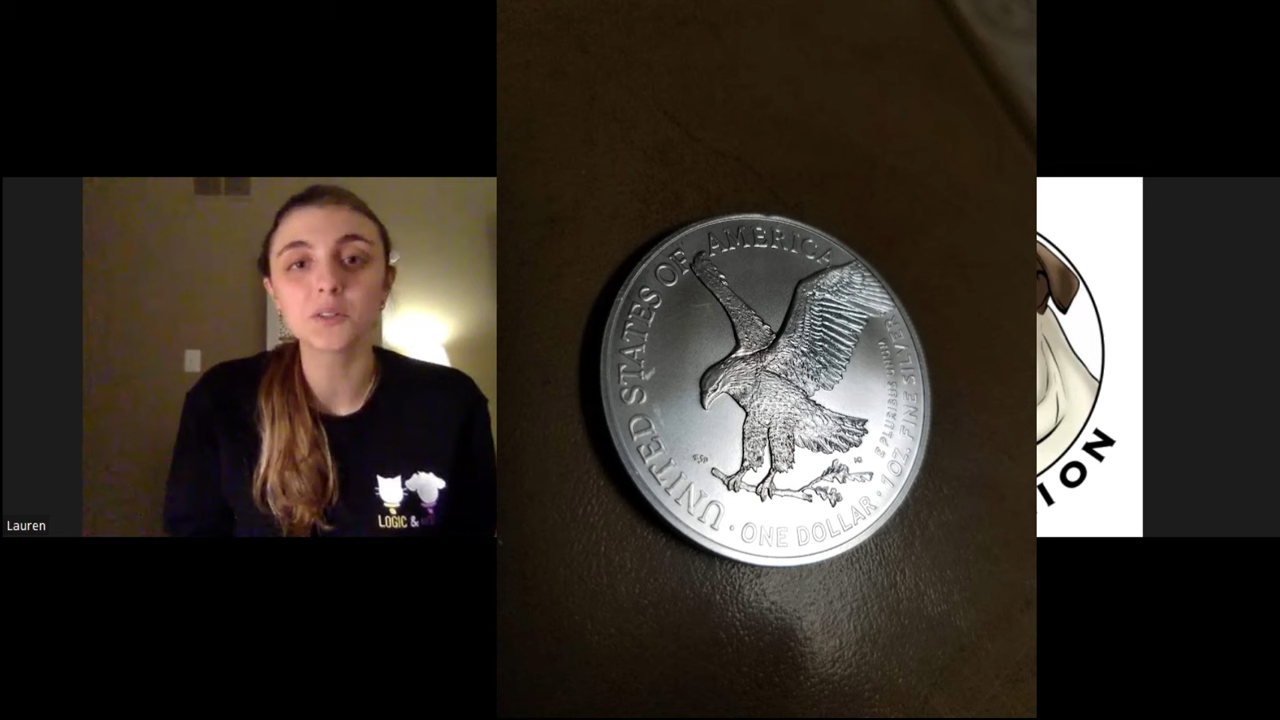 UNITED STATES OF AMERICA
E PLURIBUS UNUM
1 OZ. FINE SILVER
· ONE DOLLAR ·
Lauren
LOGIC &
ION